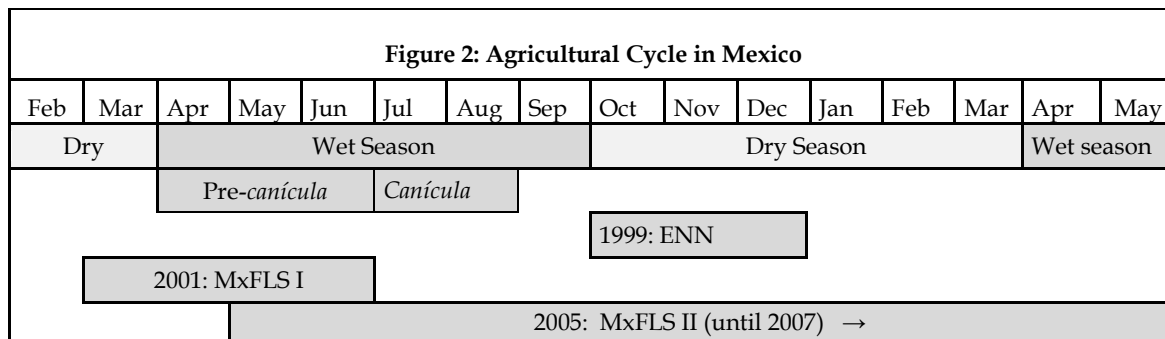 Figure 2: Agricultural Cycle in Mexico
Feb Mar Apr May Jun Jul Aug Sep Oct Nov Dec Jan Feb Mar Apr May
Dry Wet Season Dry Season Wet season
Pre-canícula Canícula
1999: ENN
2001: MxFLS I
2005: MxFLS II (until 2007) →